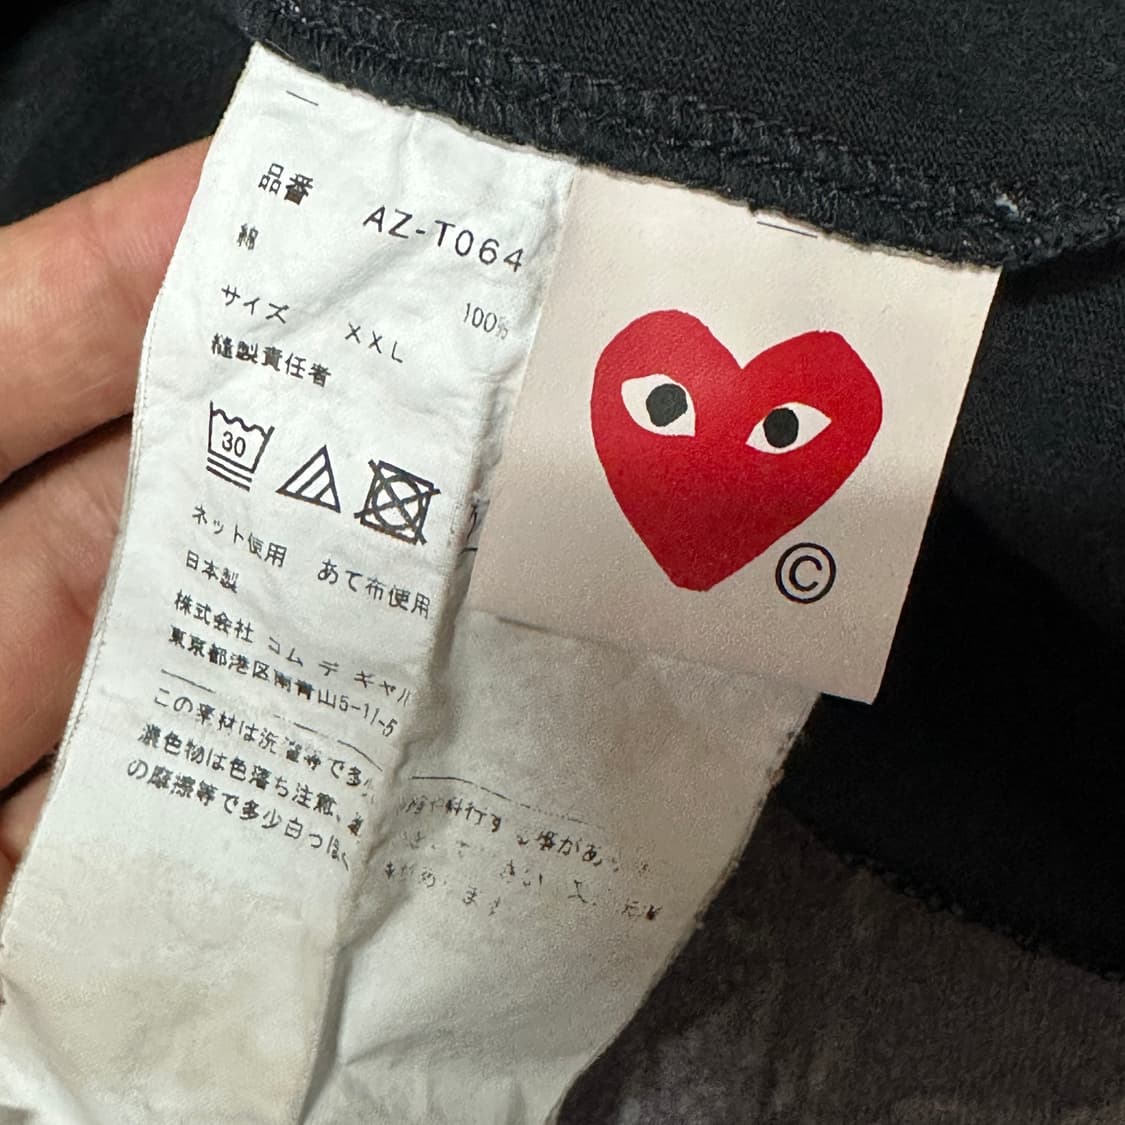 品番 AZ-T064
綿 100%
サイズ XXL
縫製責任者
30
ネット使用 あて布使用
日本製
株式会社 コム デ ギャル
東京都港区南青山5-11-5
この素材は洗濯等で多少
濃色物は色落ち注意、
の摩擦等で多少白っぽく
©